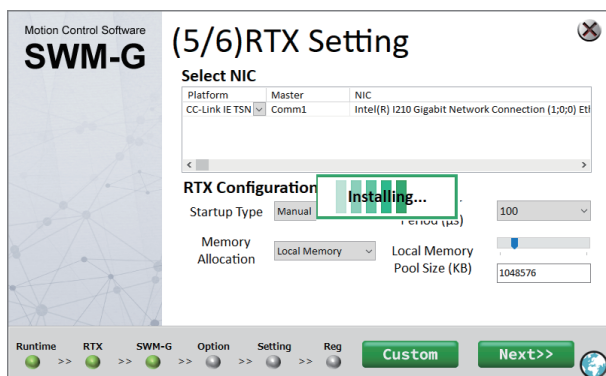 Motion Control Software
SWM-G
(5/6)RTX Setting
Select NIC
Platform Master NIC
CC-Link IE TSN Comm1 Intel(R) I210 Gigabit Network Connection (1;0;0) Et
RTX Configuration
Installing...
Startup Type Manual Period (µs) 100
Memory Allocation Local Memory Local Memory Pool Size (KB) 1048576
Runtime >> RTX >> SWM-G >> Option >> Setting >> Reg
Custom Next>>